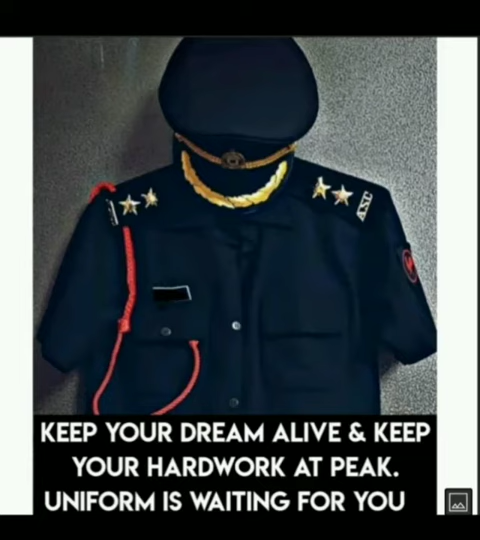 KEEP YOUR DREAM ALIVE & KEEP
YOUR HARDWORK AT PEAK.
UNIFORM IS WAITING FOR YOU